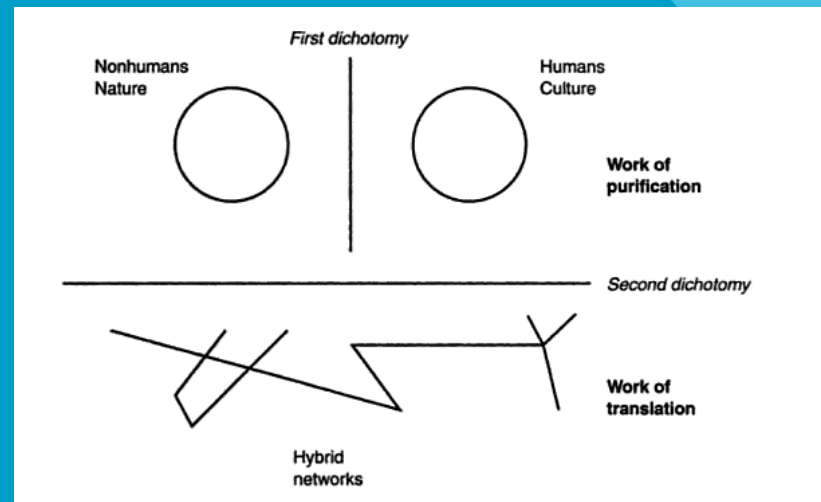 First dichotomy
Nonhumans
Nature
Humans
Culture
Work of
purification
Second dichotomy
Work of
translation
Hybrid
networks